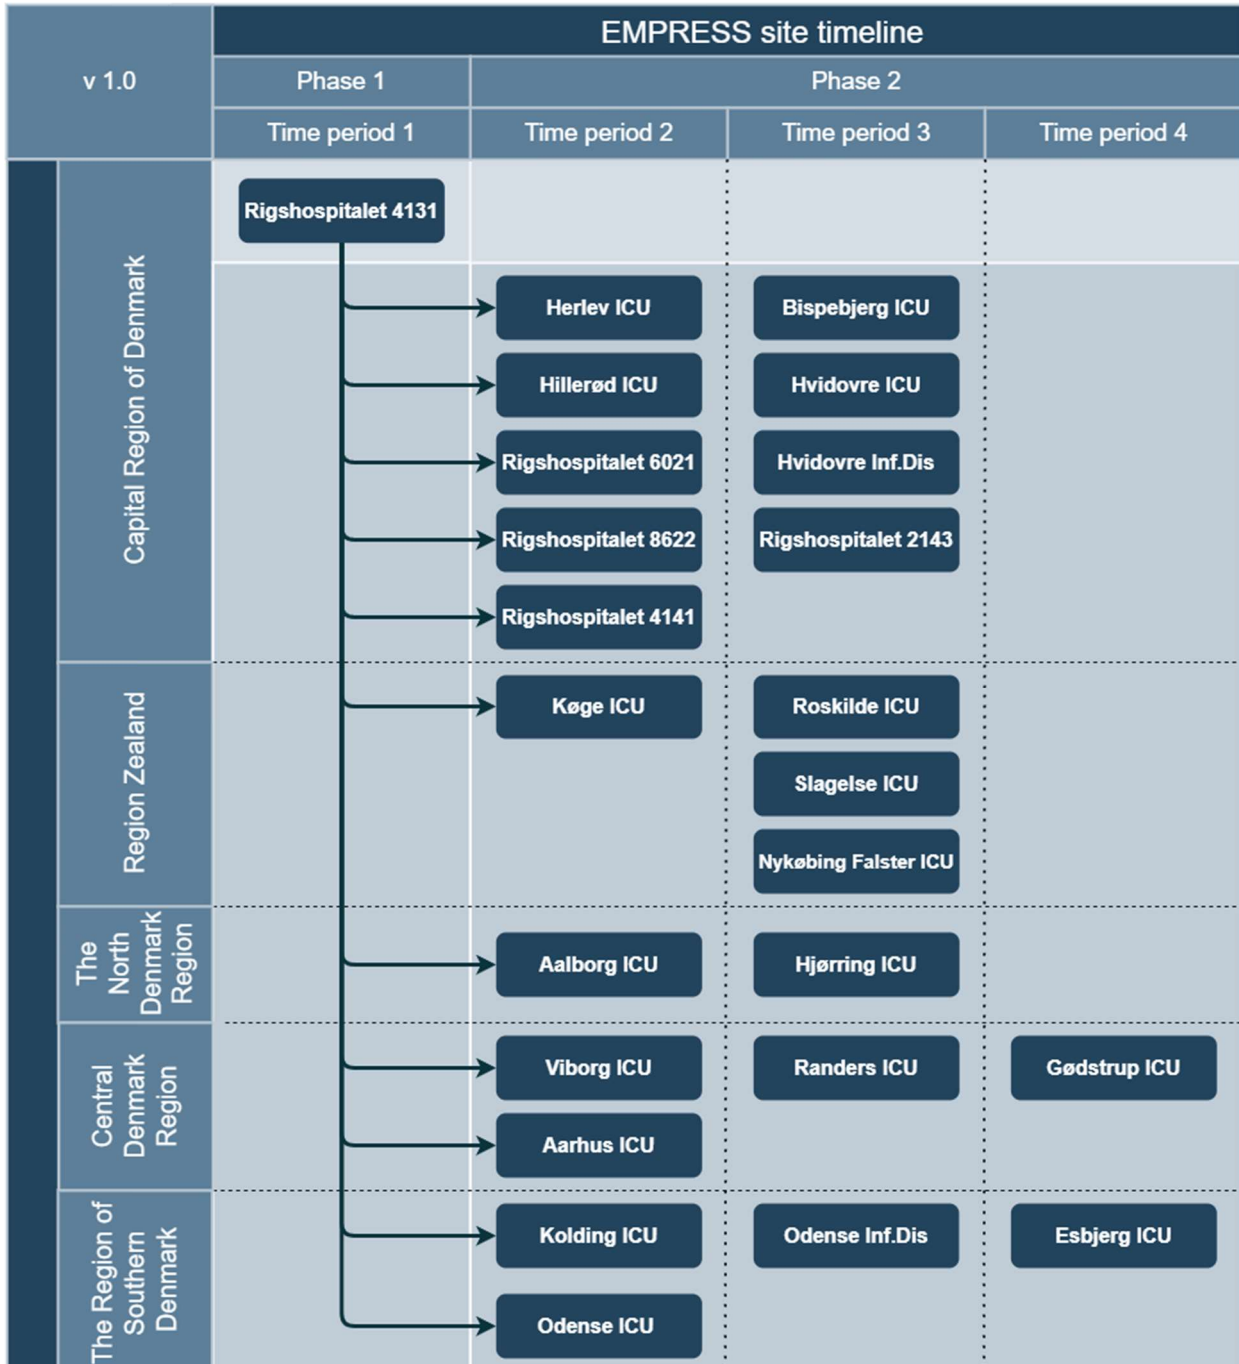 EMPRESS site timeline
v 1.0
Phase 1
Phase 2
Time period 1
Time period 2
Time period 3
Time period 4
Capital Region of Denmark
Rigshospitalet 4131
Herlev ICU
Bispebjerg ICU
Hillerød ICU
Hvidovre ICU
Rigshospitalet 6021
Hvidovre Inf.Dis
Rigshospitalet 8622
Rigshospitalet 2143
Rigshospitalet 4141
Region Zealand
Køge ICU
Roskilde ICU
Slagelse ICU
Nykøbing Falster ICU
The
North
Denmark
Region
Aalborg ICU
Hjørring ICU
Central
Denmark
Region
Viborg ICU
Randers ICU
Gødstrup ICU
Aarhus ICU
The Region of
Southern
Denmark
Kolding ICU
Odense Inf.Dis
Esbjerg ICU
Odense ICU